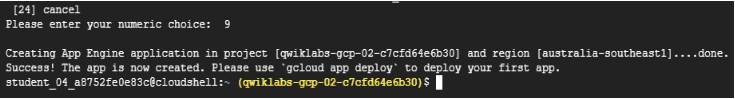 [24] cancel
Please enter your numeric choice:  9
Creating App Engine application in project [qwiklabs-gcp-02-c7cfd64e6b30] and region [australia-southeast1]....done.
Success! The app is now created. Please use `gcloud app deploy` to deploy your first app.
student_04_a8752fe0e83c@cloudshell:~ (qwiklabs-gcp-02-c7cfd64e6b30)$